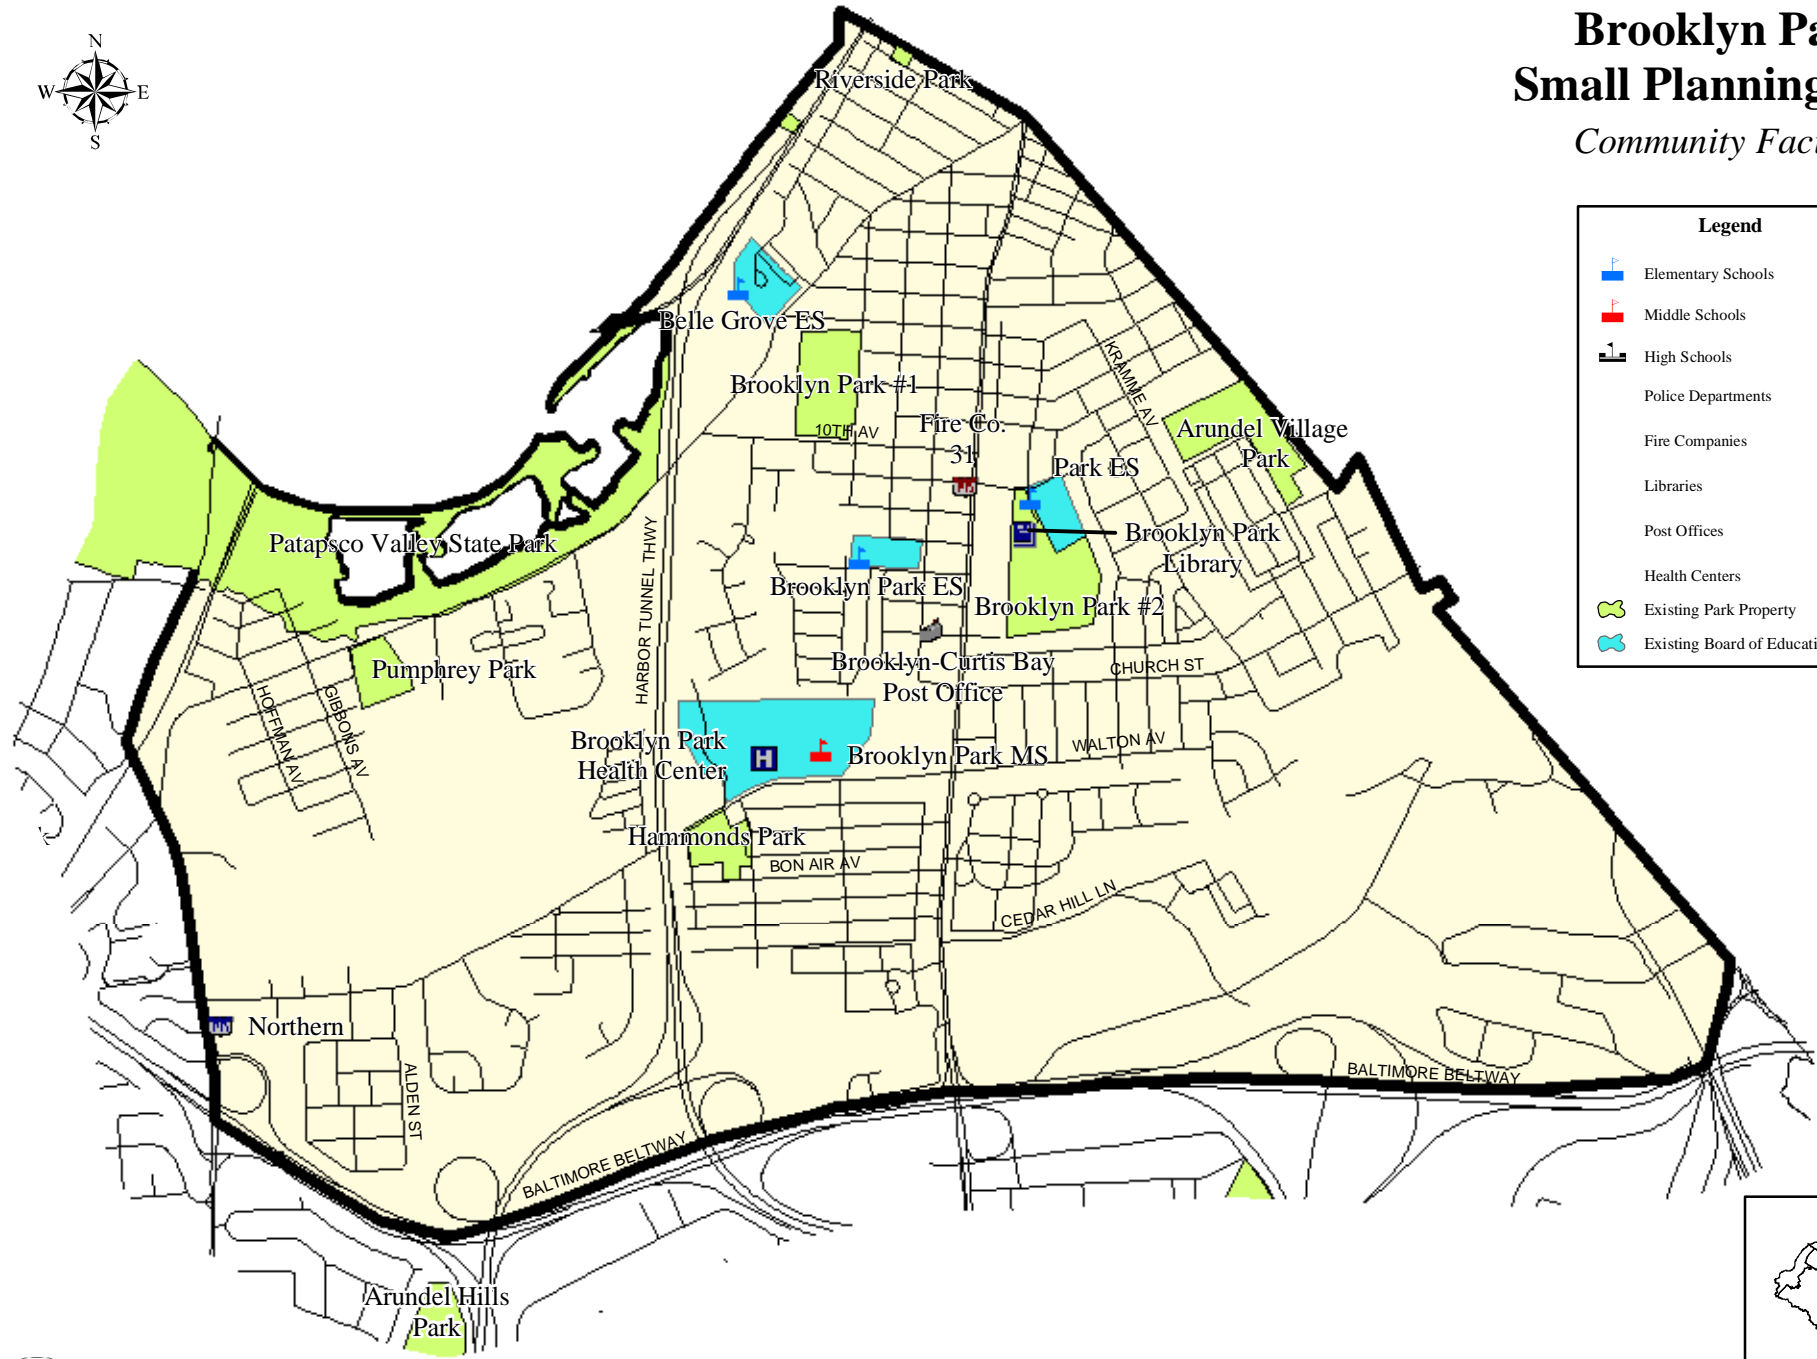 Brooklyn Pa
Small Planning
Community Faci
N
W
E
S
Legend
Elementary Schools
Middle Schools
High Schools
Police Departments
Fire Companies
Libraries
Post Offices
Health Centers
Existing Park Property
Existing Board of Educati
Riverside Park
Belle Grove ES
Brooklyn Park #1
KRAMME AV
10TH AV
Fire Co.
31
Arundel Village
Park
Park ES
Patapsco Valley State Park
HARBOR TUNNEL THWY
Brooklyn Park
Library
Brooklyn Park ES
Brooklyn Park #2
Pumphrey Park
Brooklyn-Curtis Bay
Post Office
CHURCH ST
HOFFMAN AV
GIBBONS AV
Brooklyn Park
Health Center
H
Brooklyn Park MS
WALTON AV
Hammonds Park
BON AIR AV
CEDAR HILL LN
Northern
ALDEN ST
BALTIMORE BELTWAY
BALTIMORE BELTWAY
Arundel Hills
Park